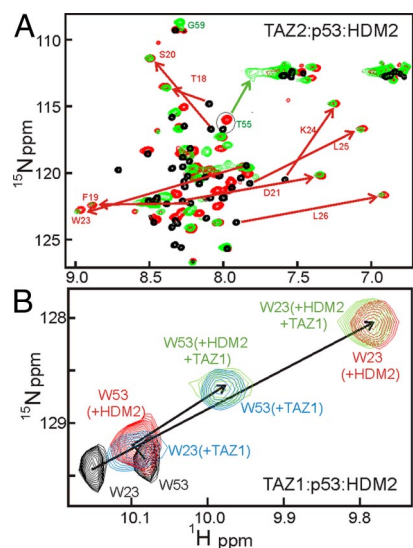 A
TAZ2:p53:HDM2
G59
S20
T18
T55
K24
L25
F19
D21
W23
L26
110
115
120
125
15N ppm
9.0
8.5
8.0
7.5
7.0
B
W23(+HDM2
+TAZ1)
W53(+HDM2
+TAZ1)
W23
(+HDM2)
W53
(+HDM2)
W53(+TAZ1)
W23(+TAZ1)
W23
W53
TAZ1:p53:HDM2
128
129
15N ppm
10.1
10.0
9.9
9.8
1H ppm